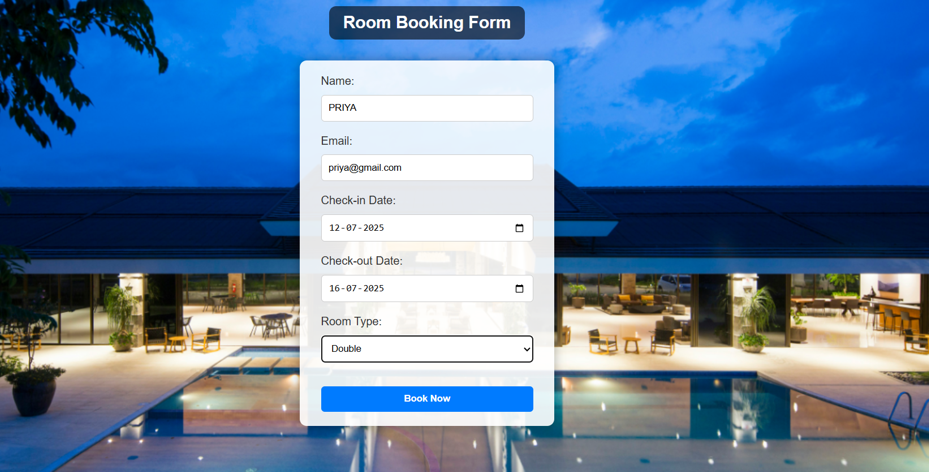 Room Booking Form
Name:
PRIYA
Email:
priya@gmail.com
Check-in Date:
12-07-2025
Check-out Date:
16-07-2025
Room Type:
Double
Book Now